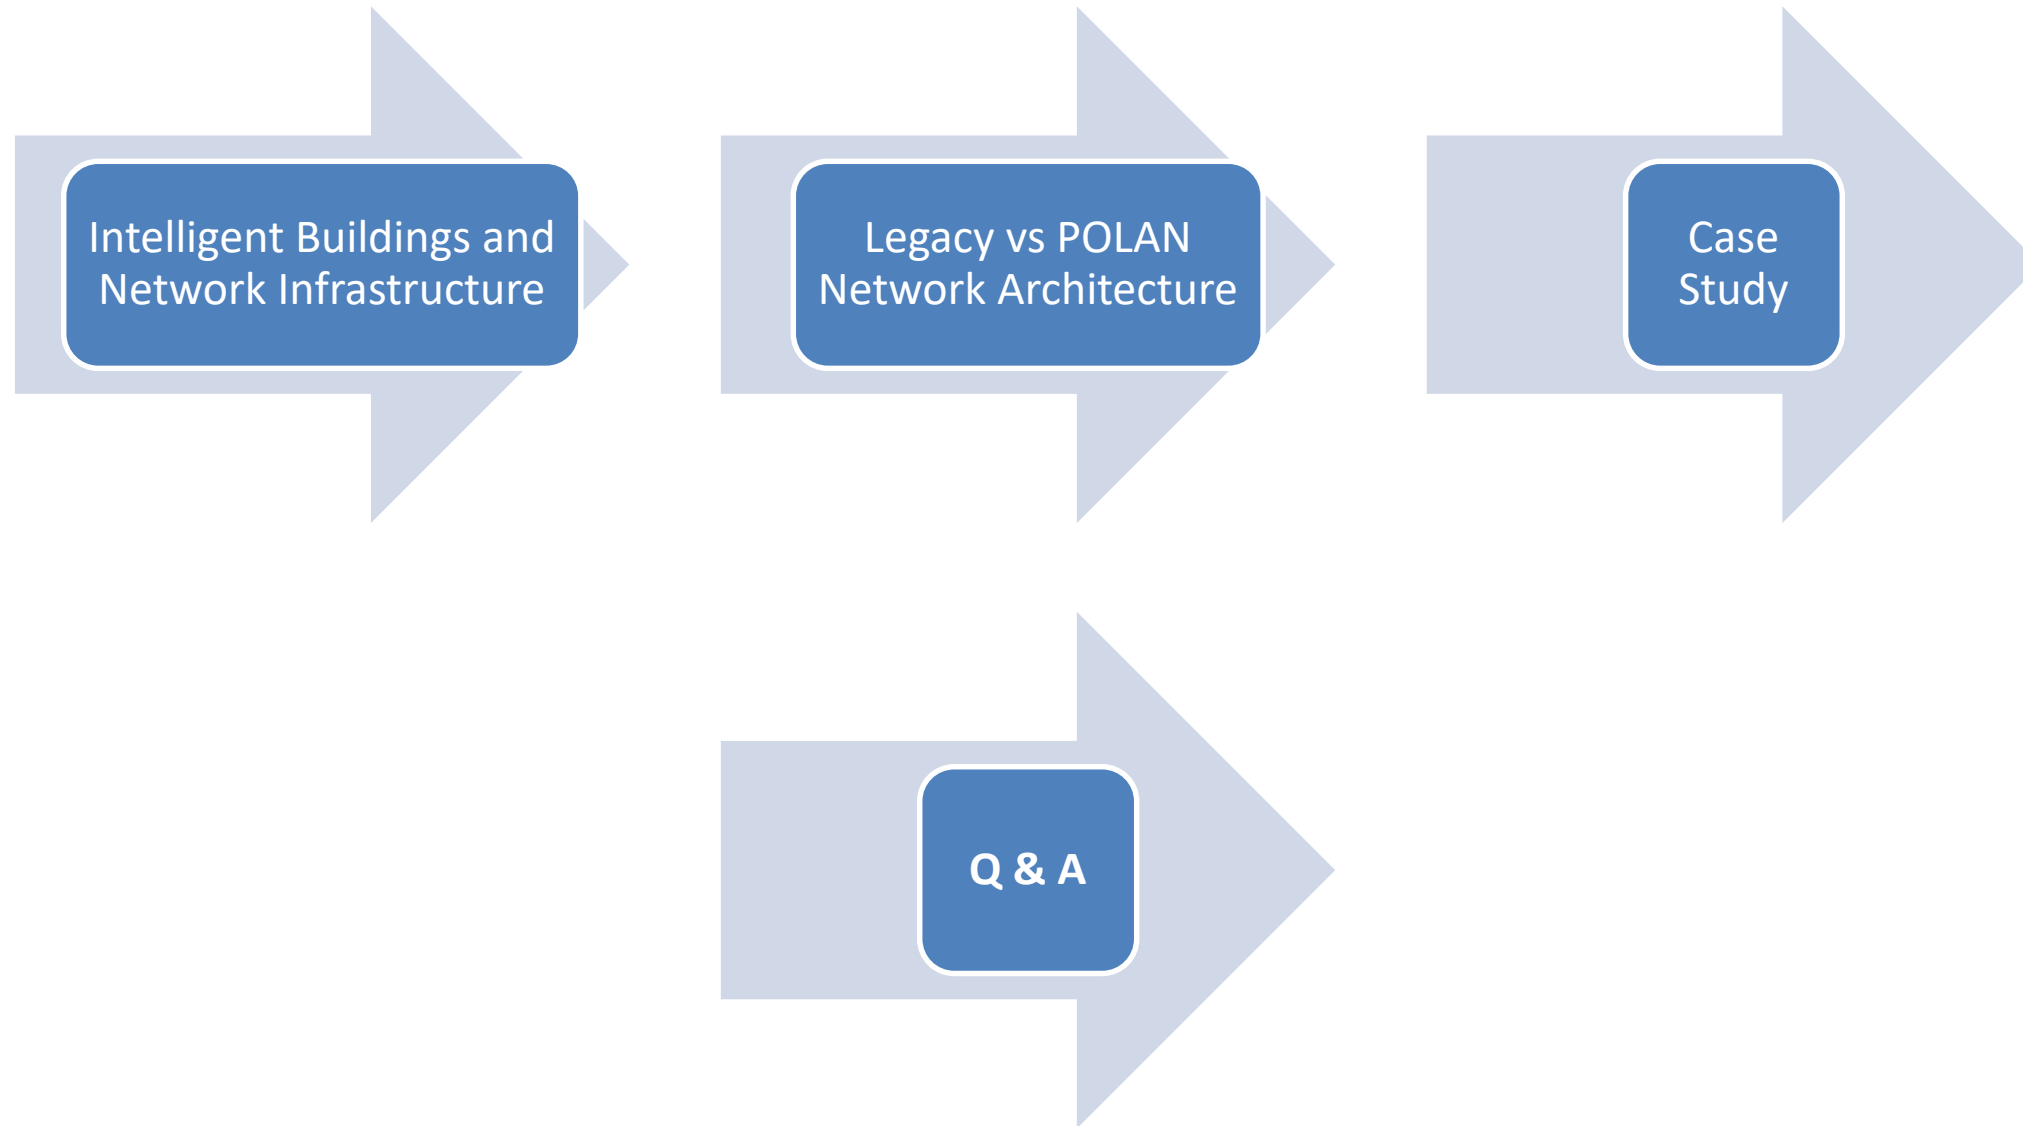 Intelligent Buildings and
Network Infrastructure
Legacy vs POLAN
Network Architecture
Case
Study
Q & A